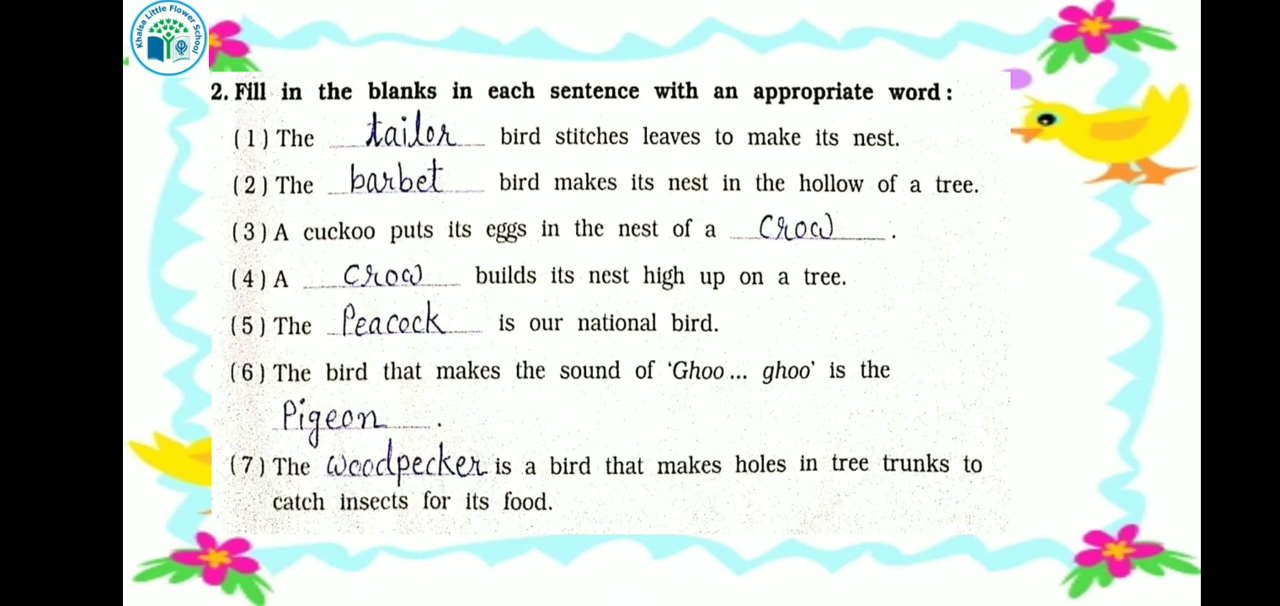 Khalsa Little Flower School
2. Fill in the blanks in each sentence with an appropriate word :
(1) The tailor bird stitches leaves to make its nest.
(2) The barbet bird makes its nest in the hollow of a tree.
(3) A cuckoo puts its eggs in the nest of a crow .
(4) A crow builds its nest high up on a tree.
(5) The Peacock is our national bird.
(6) The bird that makes the sound of ‘Ghoo ... ghoo’ is the
Pigeon .
(7) The woodpecker is a bird that makes holes in tree trunks to
catch insects for its food.